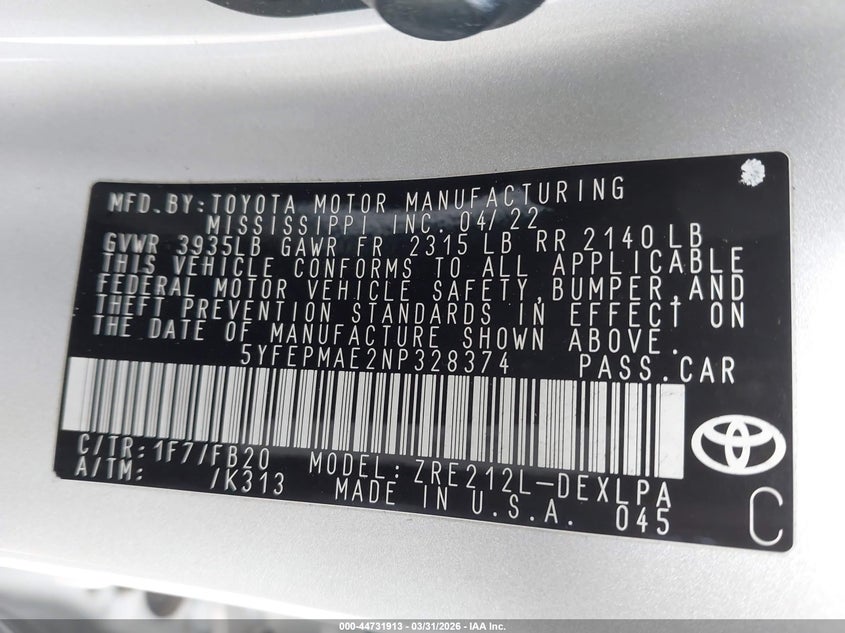 MFD.BY:TOYOTA MOTOR MANUFACTURING
MISSISSIPPI INC. 04/22
GVWR 3935LB GAWR FR 2315 LB RR 2140 LB
THIS VEHICLE CONFORMS TO ALL APPLICABLE
FEDERAL MOTOR VEHICLE SAFETY,BUMPER,AND
THEFT PREVENTION STANDARDS IN EFFECT ON
THE DATE OF MANUFACTURE SHOWN ABOVE.
5YFEPMAE2NP328374 PASS.CAR
C/TR:1F7/FB20 MODEL:ZRE212L-DEXLPA
A/TM: /K313 MADE IN U.S.A. 045
C
000-44731913 - 03/31/2026 - IAA Inc.